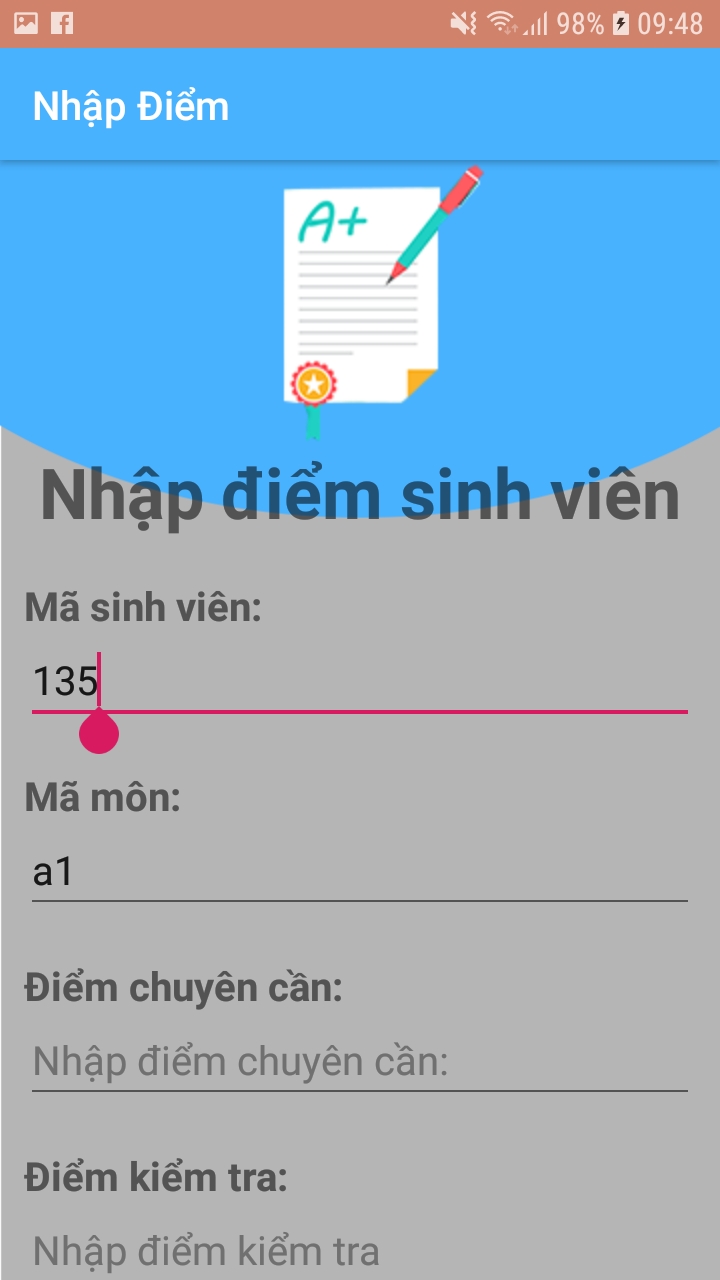 98% 09:48
Nhập Điểm
A+
Nhập điểm sinh viên
Mã sinh viên:
135
Mã môn:
a1
Điểm chuyên cần:
Nhập điểm chuyên cần:
Điểm kiểm tra:
Nhập điểm kiểm tra